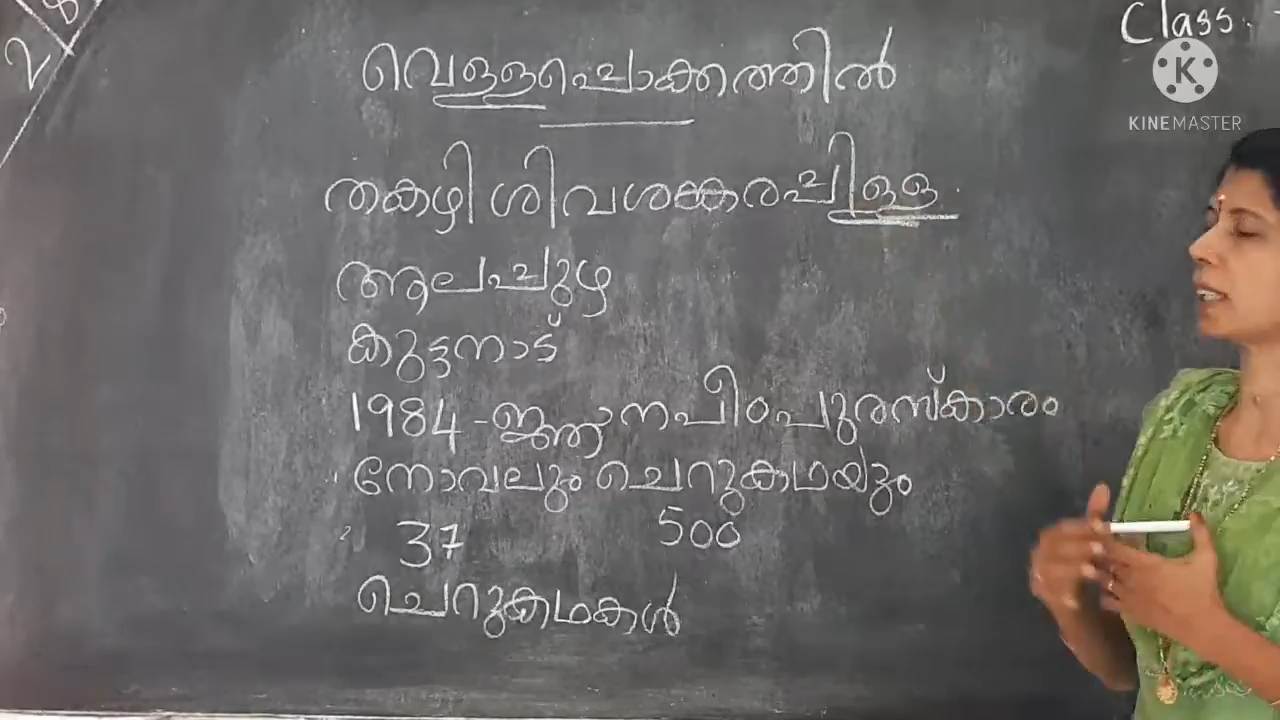 Class
KINEMASTER
വെള്ളപ്പൊക്കത്തിൽ
തകഴി ശിവശങ്കരപ്പിള്ള
ആലപ്പുഴ
കുട്ടനാട്
1984 - ജ്ഞാനപീഠപുരസ്കാരം
നോവലും ചെറുകഥയും
37 500
ചെറുകഥകൾ